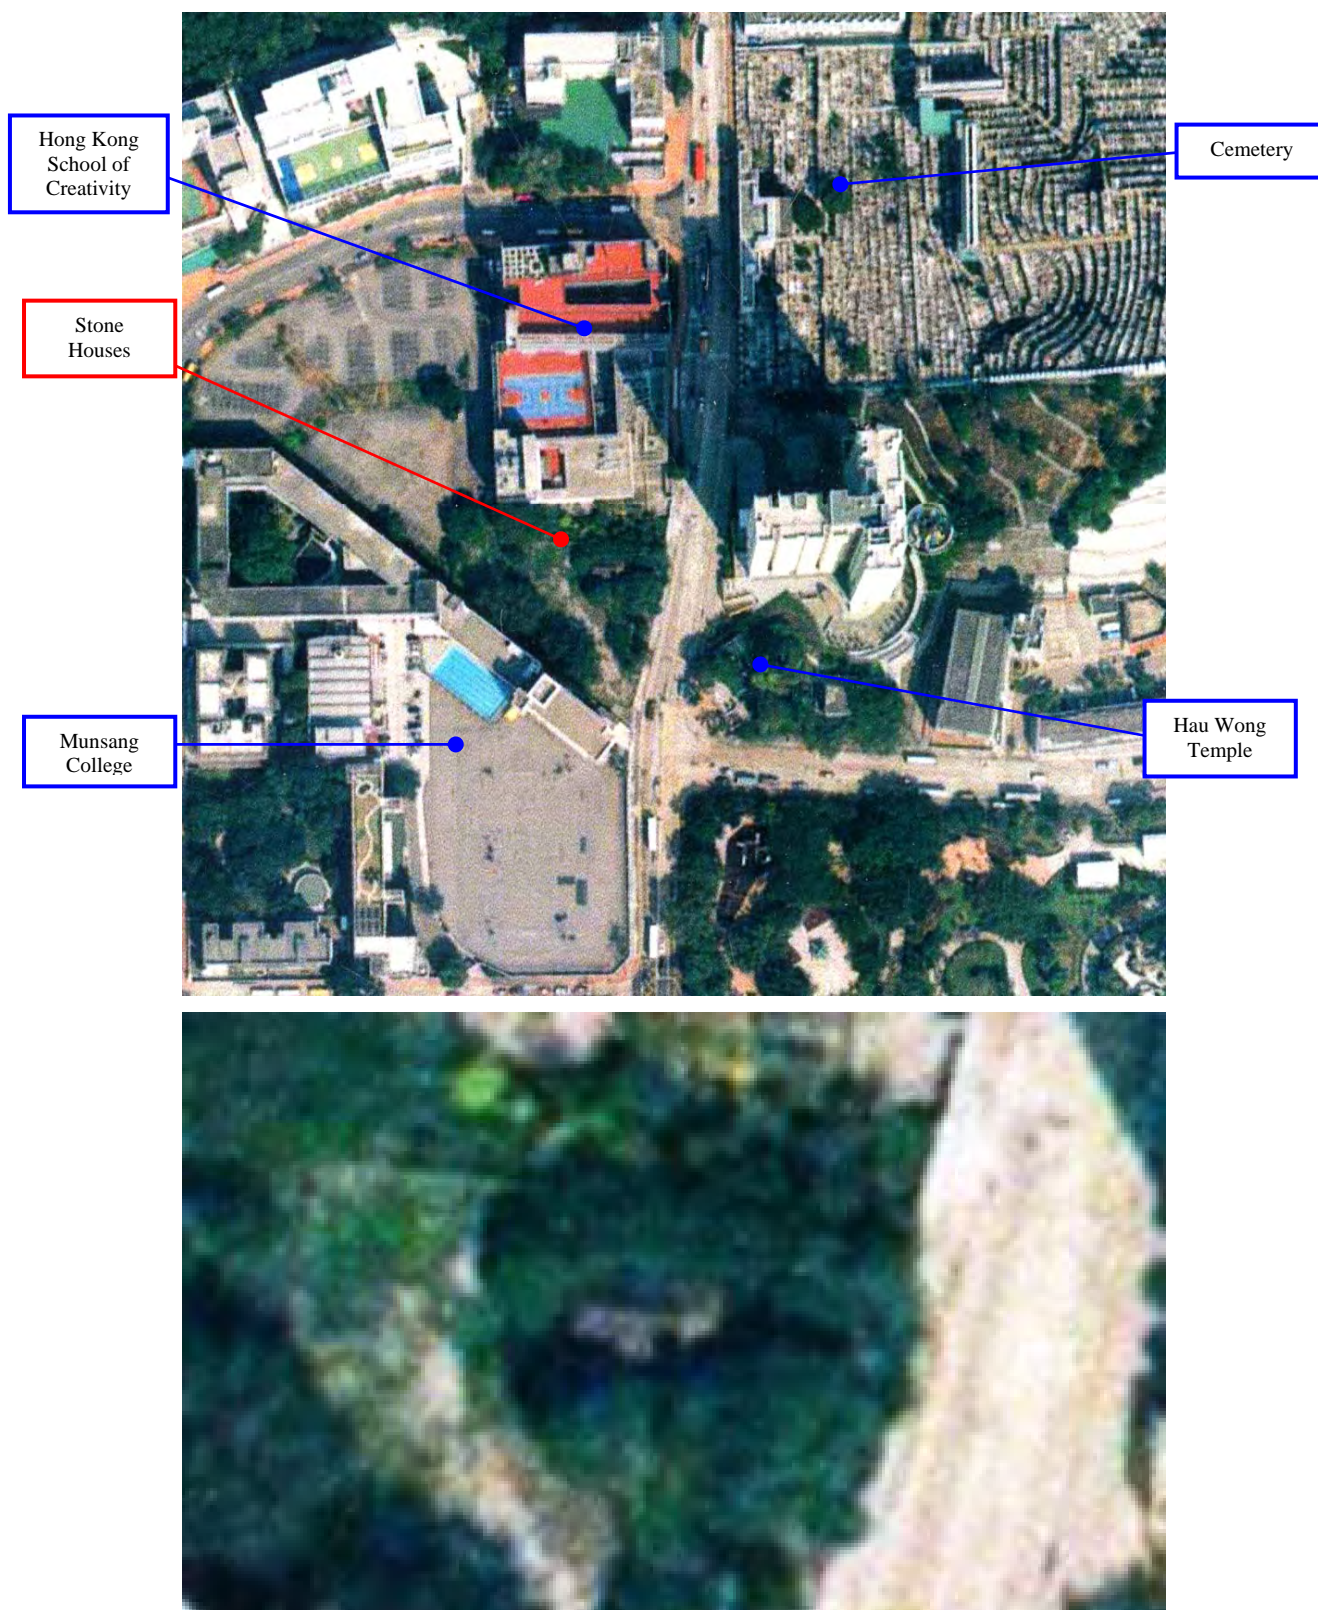 Hong Kong
School of
Creativity
Cemetery
Stone
Houses
Munsang
College
Hau Wong
Temple